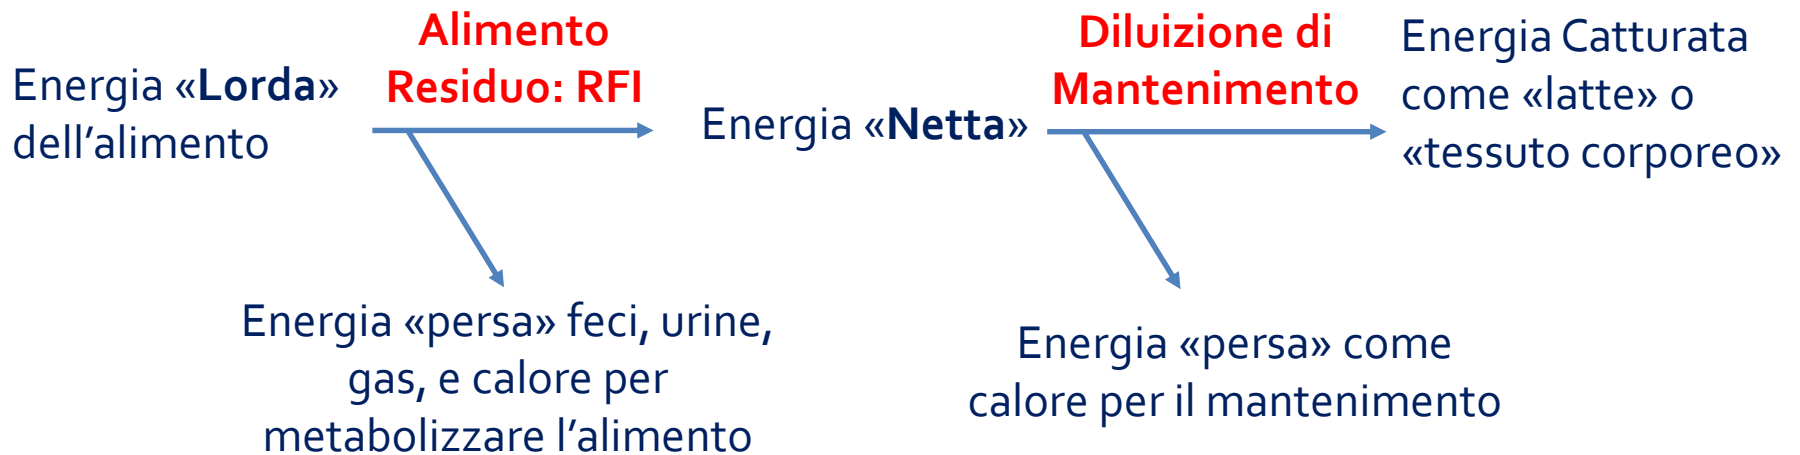 Energia «Lorda»
dell’alimento
Alimento
Residuo: RFI
Energia «Netta»
Diluizione di
Mantenimento
Energia Catturata
come «latte» o
«tessuto corporeo»
Energia «persa» feci, urine,
gas, e calore per
metabolizzare l’alimento
Energia «persa» come
calore per il mantenimento